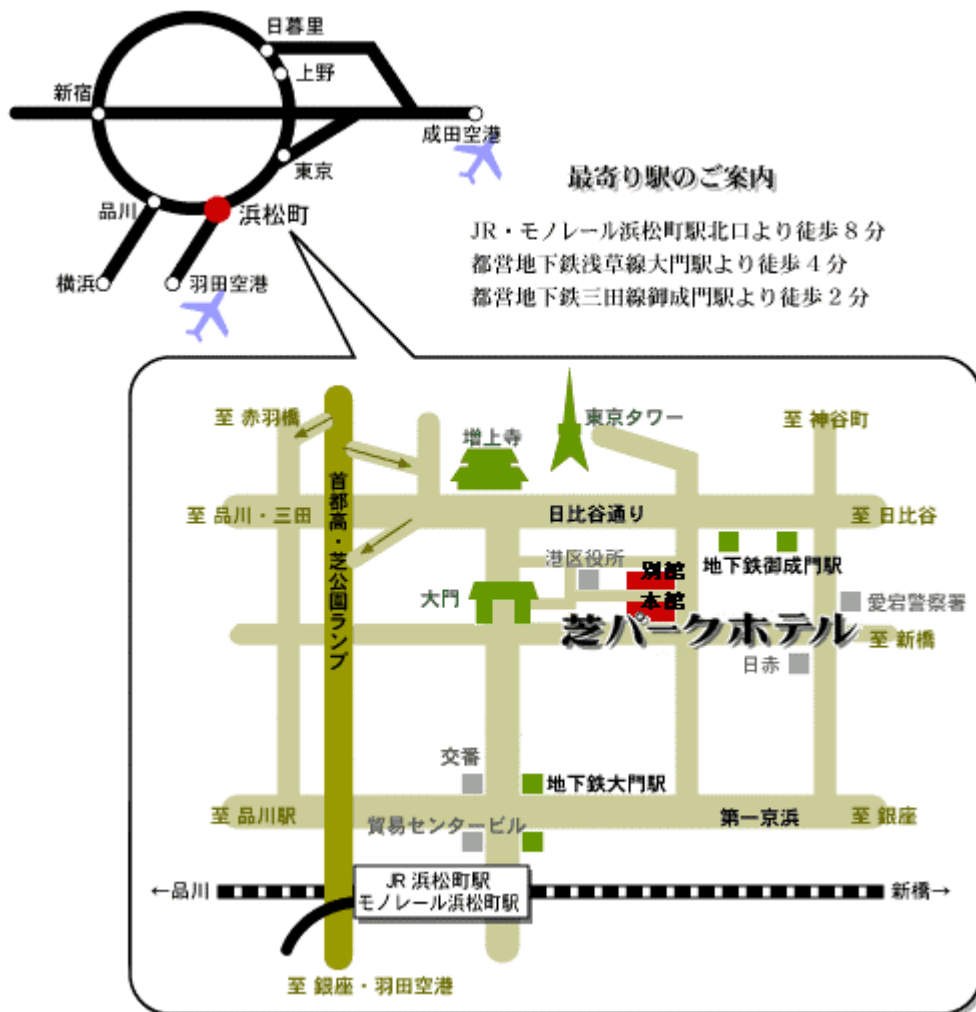 日暮里
上野
新宿
成田空港
東京
品川
浜松町
横浜
羽田空港
最寄り駅のご案内
JR・モノレール浜松町駅北口より徒歩8分
都営地下鉄浅草線大門駅より徒歩4分
都営地下鉄三田線御成門駅より徒歩2分
至 赤羽橋
増上寺
東京タワー
至 神谷町
首都高・芝公園ランプ
至 品川・三田
日比谷通り
至 日比谷
港区役所
別館
地下鉄御成門駅
大門
本館
愛宕警察署
芝パークホテル
至 新橋
日赤
交番
地下鉄大門駅
至 品川駅
貿易センタービル
第一京浜
至 銀座
←品川
JR 浜松町駅
モノレール浜松町駅
新橋→
至 銀座・羽田空港